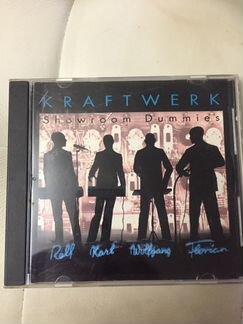 KRAFTWERK
Showroom Dummies
Ralf Karl Wolfgang Florian